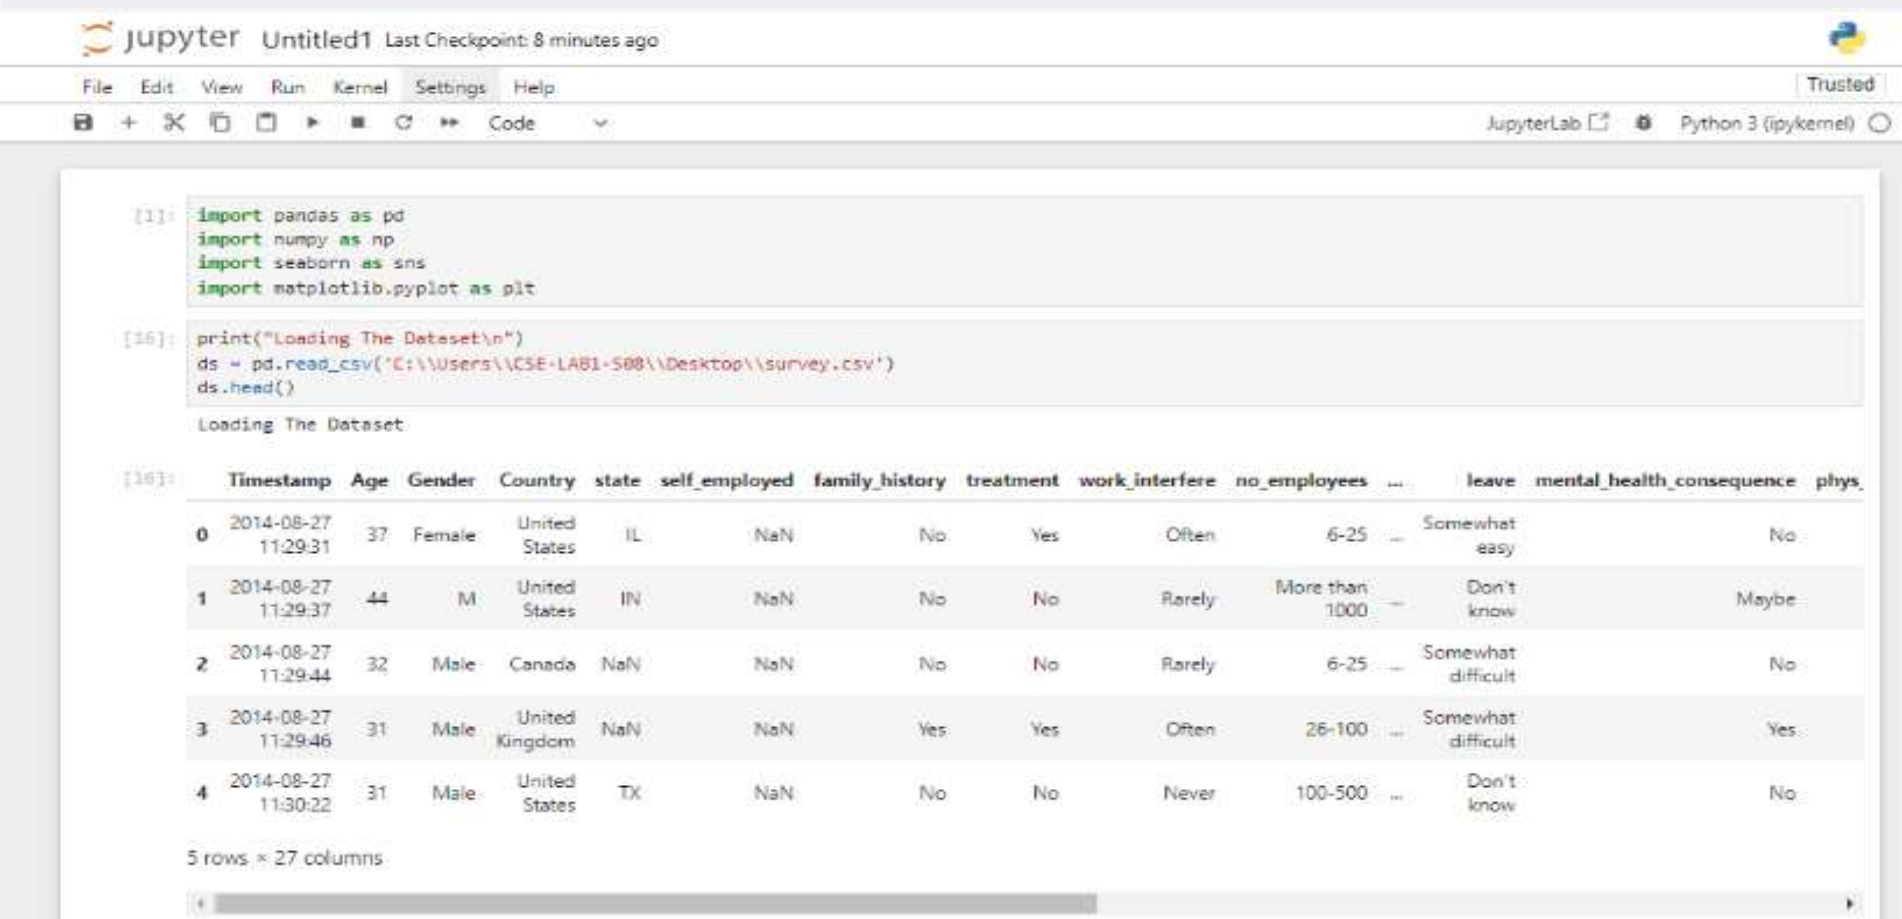 jupyter Untitled1 Last Checkpoint: 8 minutes ago
File Edit View Run Kernel Settings Help Trusted
Code JupyterLab Python 3 (ipykernel)
[1]: import pandas as pd
import numpy as np
import seaborn as sns
import matplotlib.pyplot as plt
[16]: print("Loading The Dataset\n")
ds = pd.read_csv('C:\\Users\\CSE-LAB1-S08\\Desktop\\survey.csv')
ds.head()
Loading The Dataset
[16]: Timestamp Age Gender Country state self_employed family_history treatment work_interfere no_employees ... leave mental_health_consequence phys_
0 2014-08-27 11:29:31 37 Female United States IL NaN No Yes Often 6-25 ... Somewhat easy No
1 2014-08-27 11:29:37 44 M United States IN NaN No No Rarely More than 1000 ... Don't know Maybe
2 2014-08-27 11:29:44 32 Male Canada NaN NaN No No Rarely 6-25 ... Somewhat difficult No
3 2014-08-27 11:29:46 31 Male United Kingdom NaN NaN Yes Yes Often 26-100 ... Somewhat difficult Yes
4 2014-08-27 11:30:22 31 Male United States TX NaN No No Never 100-500 ... Don't know No
5 rows × 27 columns